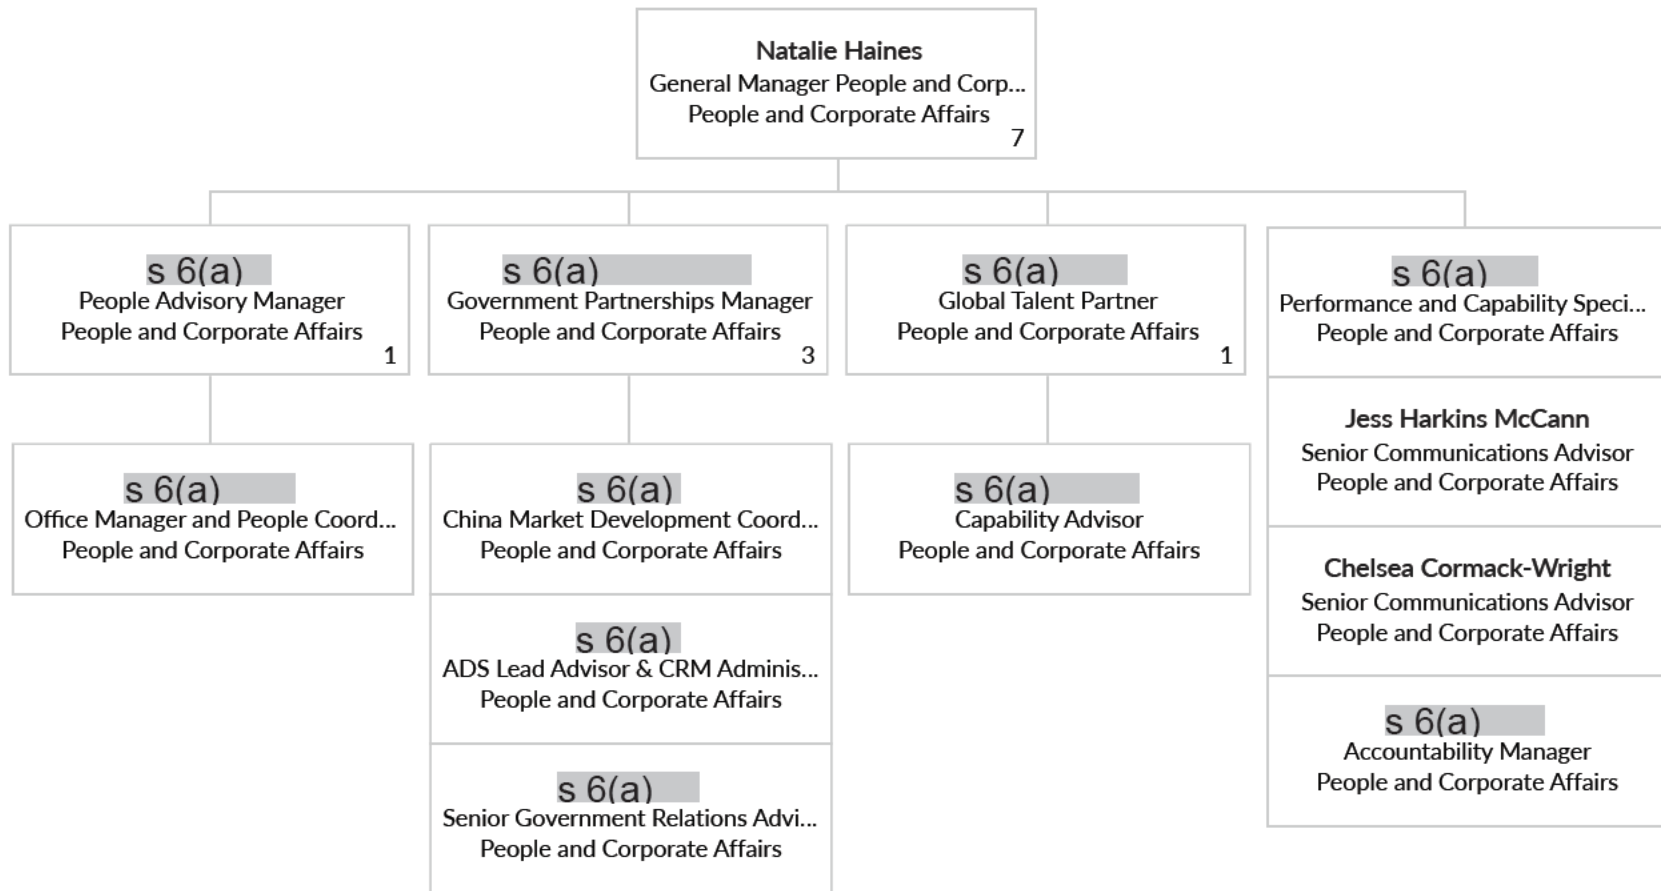 Natalie Haines
General Manager People and Corp...
People and Corporate Affairs
7
s 6(a)
People Advisory Manager
People and Corporate Affairs
1
s 6(a)
Government Partnerships Manager
People and Corporate Affairs
3
s 6(a)
Global Talent Partner
People and Corporate Affairs
1
s 6(a)
Performance and Capability Speci...
People and Corporate Affairs
Jess Harkins McCann
Senior Communications Advisor
People and Corporate Affairs
Chelsea Cormack-Wright
Senior Communications Advisor
People and Corporate Affairs
s 6(a)
Accountability Manager
People and Corporate Affairs
s 6(a)
Office Manager and People Coord...
People and Corporate Affairs
s 6(a)
China Market Development Coord...
People and Corporate Affairs
s 6(a)
ADS Lead Advisor & CRM Adminis...
People and Corporate Affairs
s 6(a)
Senior Government Relations Advi...
People and Corporate Affairs
s 6(a)
Capability Advisor
People and Corporate Affairs